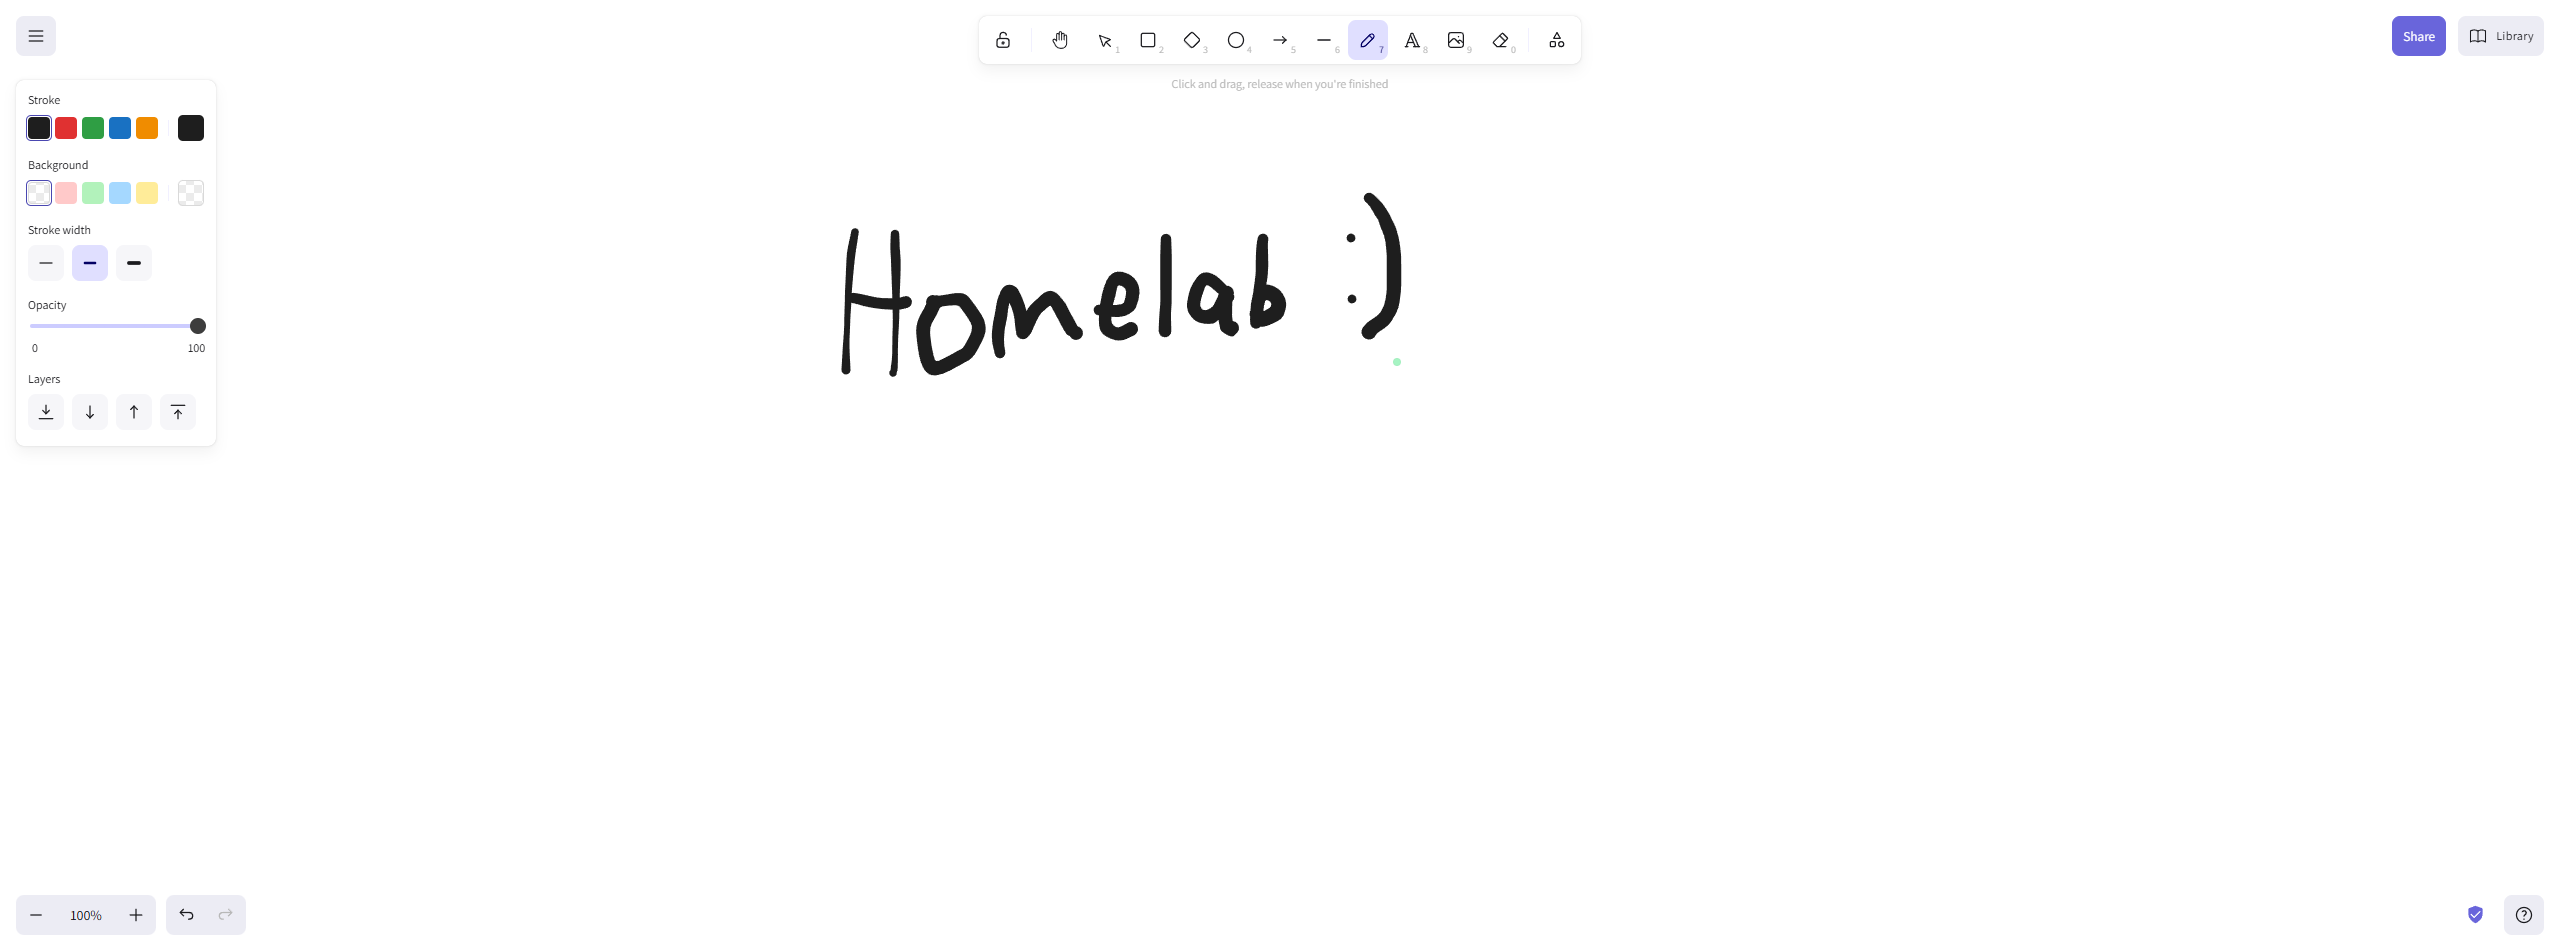 1 2 3 4 5 6 7 8 9 0
Share Library
Click and drag, release when you're finished
Stroke
Background
Stroke width
Opacity
0 100
Layers
Homelab :)
100%